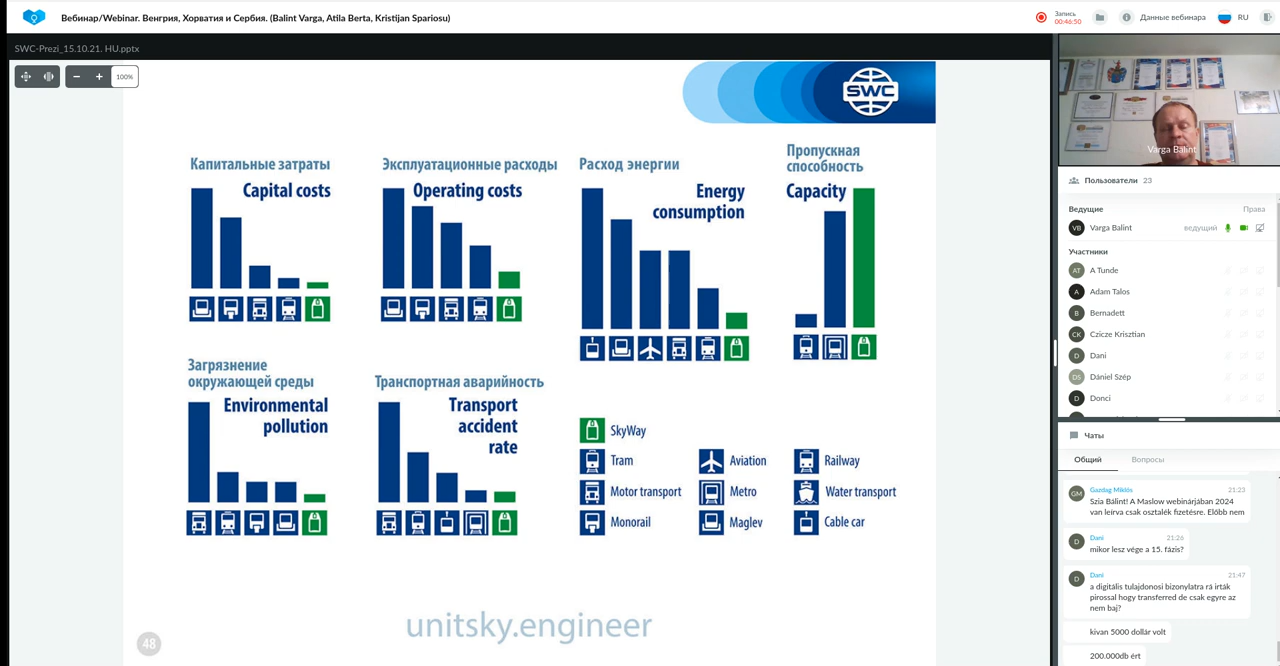 Вебинар/Webinar. Венгрия, Хорватия и Сербия. (Balint Varga, Atila Berta, Kristijan Spariosu)
Запись
00:46:50
Данные вебинара
RU
SWC-Prezi_15.10.21. HU.pptx
100%
SWC
Капитальные затраты
Capital costs
Эксплуатационные расходы
Operating costs
Расход энергии
Energy
consumption
Пропускная
способность
Capacity
Загрязнение
окружающей среды
Environmental
pollution
Транспортная аварийность
Transport
accident
rate
SkyWay
Tram
Aviation
Railway
Motor transport
Metro
Water transport
Monorail
Maglev
Cable car
unitsky.engineer
48
Varga Balint
Пользователи 23
Ведущие
Права
VB
Varga Balint
ведущий
Участники
AT
A Tunde
A
Adam Talos
B
Bernadett
CK
Czicze Krisztian
D
Dani
DS
Dániel Szép
D
Donci
Чаты
Общий
Вопросы
GM
Gazdag Miklós
21:23
Szia Bálint! A Maslow webinárjában 2024
van leírva csak osztalék fizetésre. Előbb nem
D
Dani
21:26
mikor lesz vége a 15. fázis?
D
Dani
21:47
a digitális tulajdonosi bizonylatra rá írták
pirossal hogy transferred de csak egyre az
nem baj?
kivan 5000 dollár volt
200.000db ért